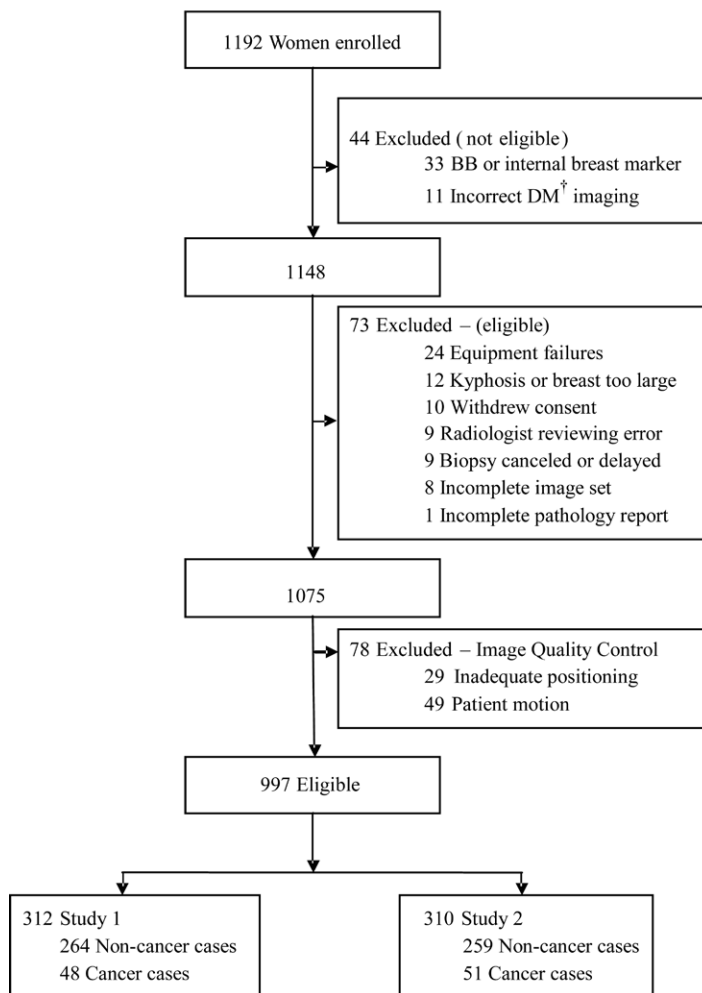 1192 Women enrolled
44 Excluded ( not eligible)
33 BB or internal breast marker
11 Incorrect DM† imaging
1148
73 Excluded – (eligible)
24 Equipment failures
12 Kyphosis or breast too large
10 Withdrew consent
9 Radiologist reviewing error
9 Biopsy canceled or delayed
8 Incomplete image set
1 Incomplete pathology report
1075
78 Excluded – Image Quality Control
29 Inadequate positioning
49 Patient motion
997 Eligible
312 Study 1
264 Non-cancer cases
48 Cancer cases
310 Study 2
259 Non-cancer cases
51 Cancer cases